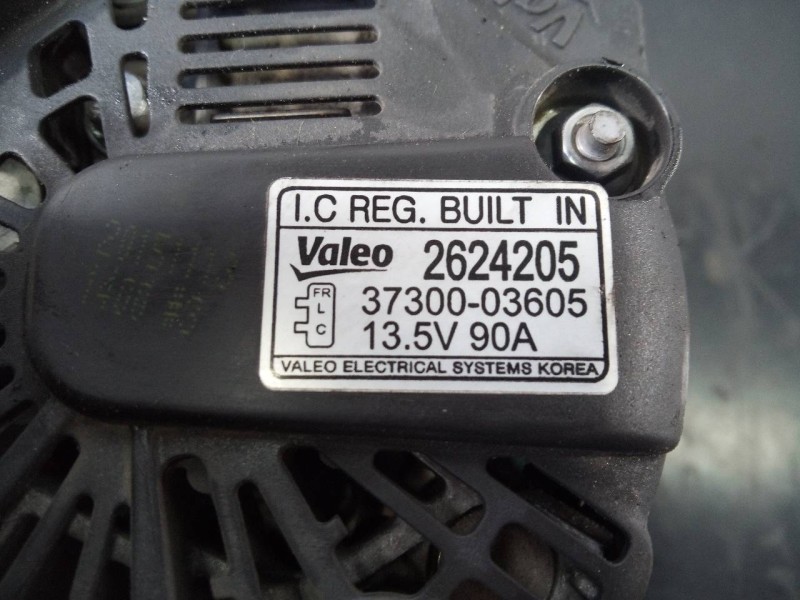 I.C REG. BUILT IN
Valeo 2624205
FR
L
C
37300-03605
13.5V 90A
VALEO ELECTRICAL SYSTEMS KOREA